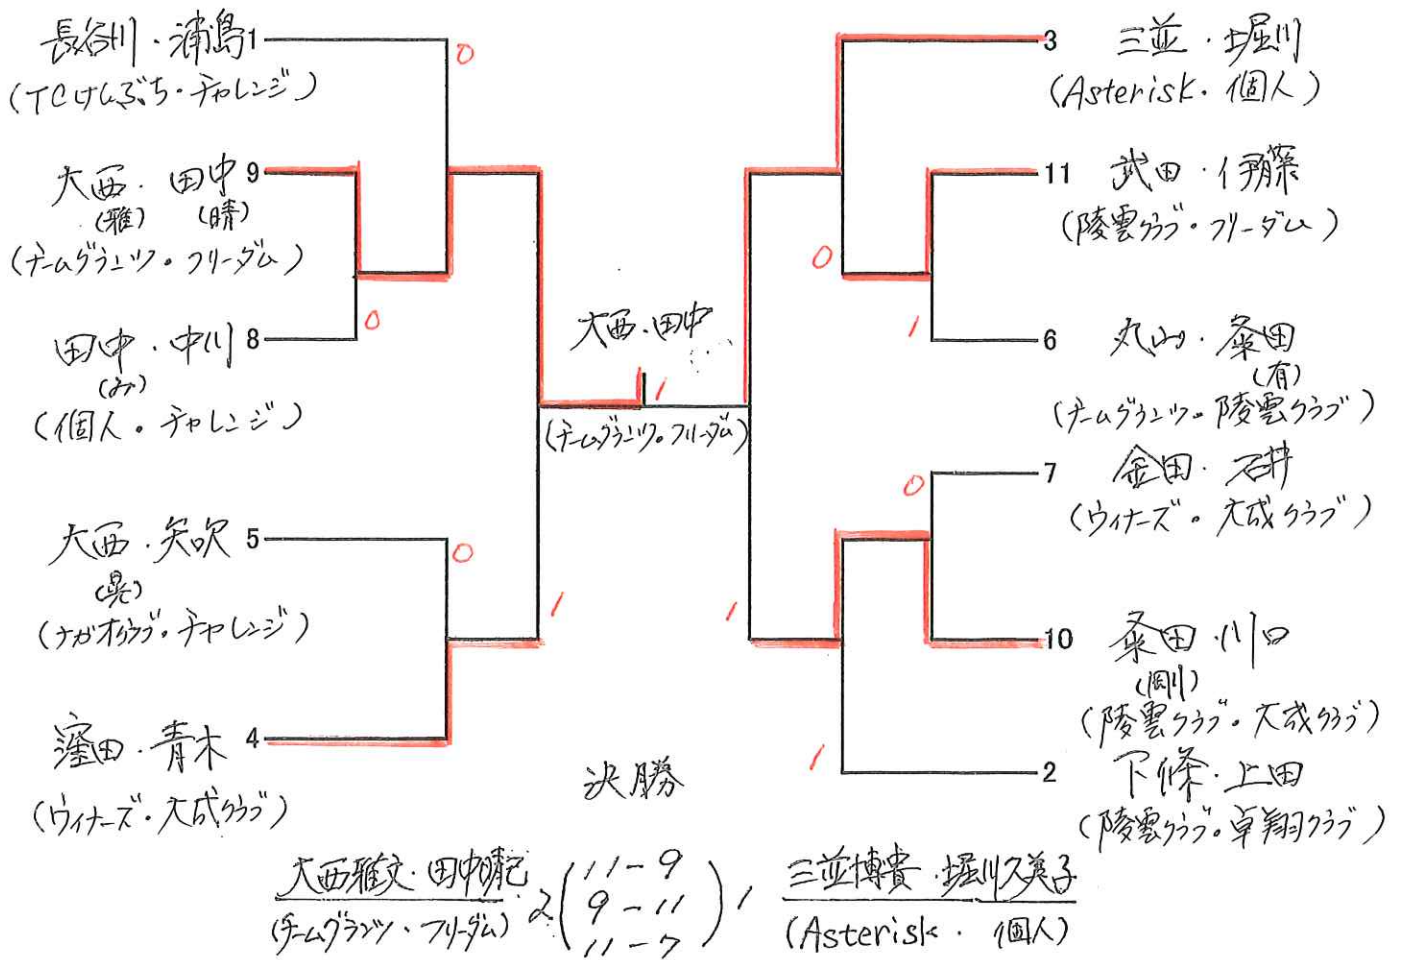 長谷川・浦島 1
(TCけんぶち・チャレンジ)
0
大西・田中 9
(雅) (晴)
(チームグランツ・フリーダム)
0
田中・中川 8
(み)
(個人・チャレンジ)
大西・矢吹 5
(晃)
(ナガオクラブ・チャレンジ)
0
1
窪田・青木 4
(ウィナーズ・大成クラブ)
大西・田中
1
(チームグランツ・フリーダム)
3 三並・堀川
(Asterisk・個人)
11 武田・伊藤
(陵雲クラブ・フリーダム)
0
1
6 丸山・粂田
(有)
(チームグランツ・陵雲クラブ)
7 金田・石井
(ウィナーズ・大成クラブ)
0
1
10 粂田・川口
(剛)
(陵雲クラブ・大成クラブ)
1
2 下條・上田
(陵雲クラブ・卓翔クラブ)
決勝
大西雅文・田中晴己 2 (11-9 9-11 11-7) 1 三並博貴・堀川久美子
(チームグランツ・フリーダム) (Asterisk・個人)